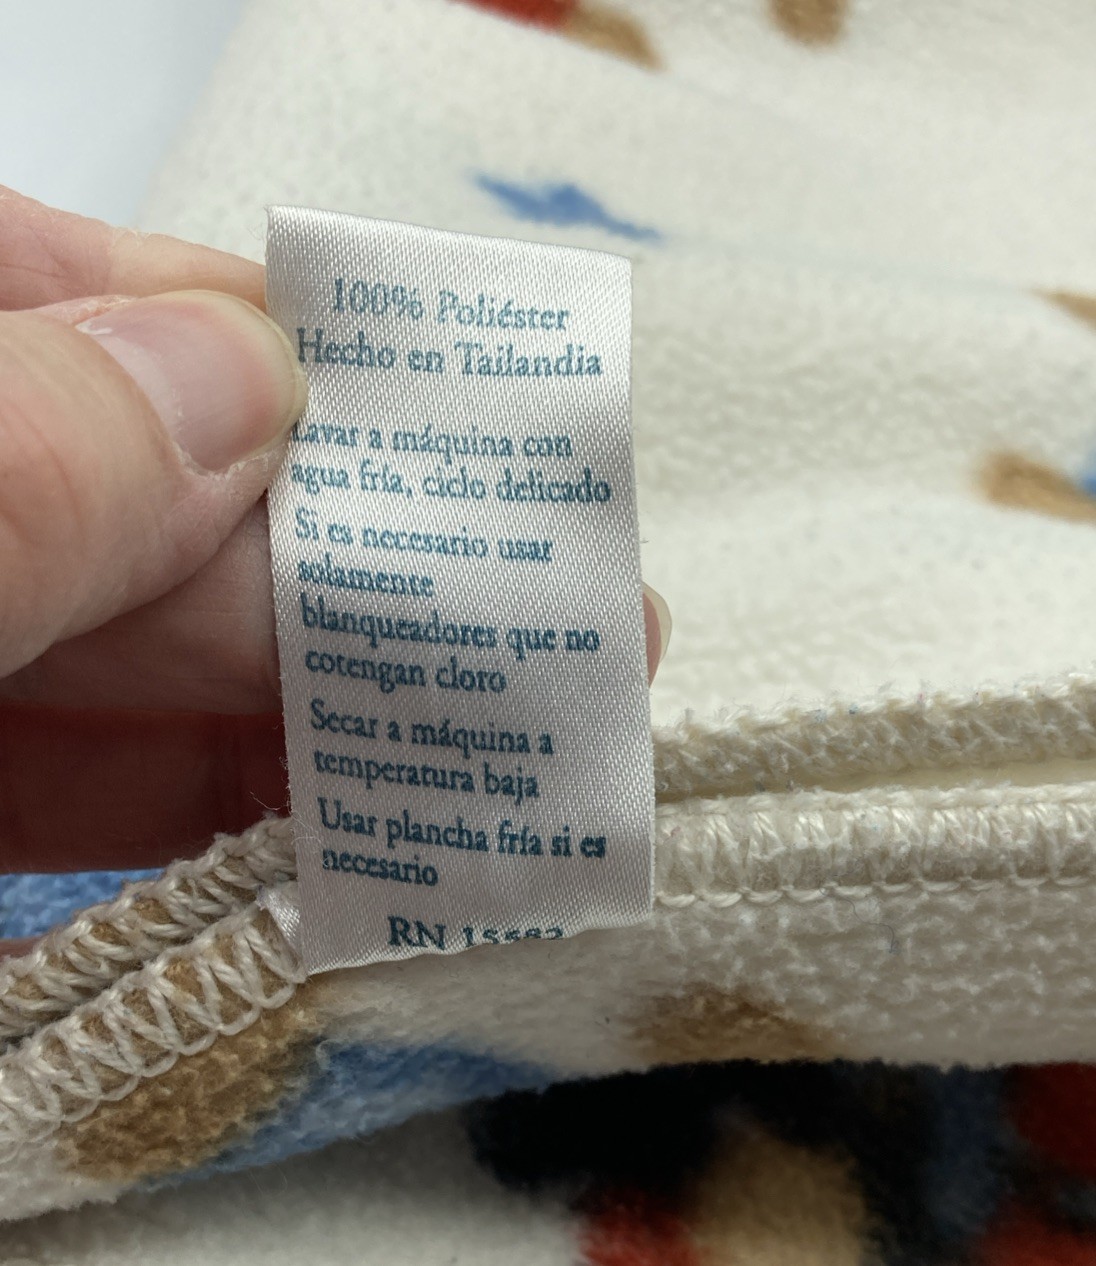 100% Poliéster
Hecho en Tailandia
Lavar a máquina con
agua fría, ciclo delicado
Si es necesario usar
solamente
blanqueadores que no
cotengan cloro
Secar a máquina a
temperatura baja
Usar plancha fría si es
necesario
RN